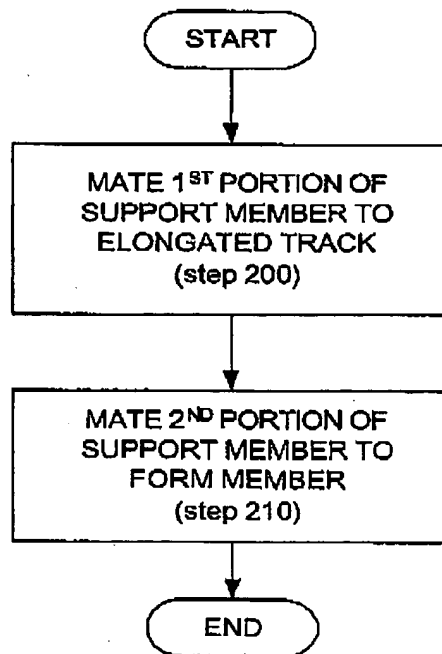 START
MATE 1ST PORTION OF
SUPPORT MEMBER TO
ELONGATED TRACK
(step 200)
MATE 2ND PORTION OF
SUPPORT MEMBER TO
FORM MEMBER
(step 210)
END